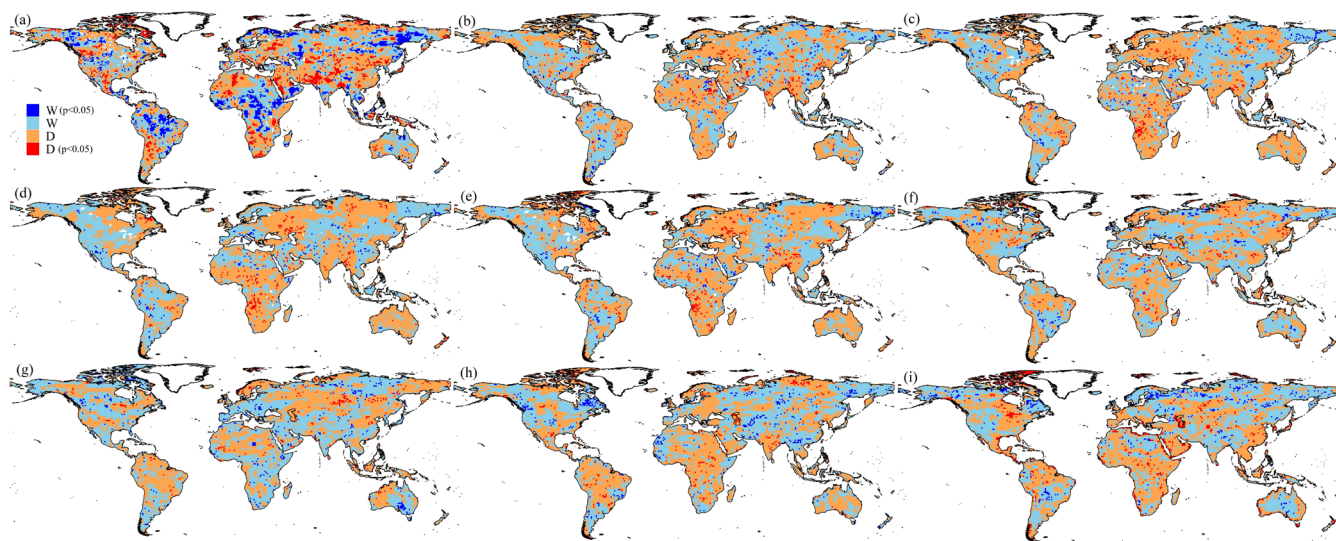 (a)
(b)
(c)
W (p<0.05)
W
D
D (p<0.05)
(d)
(e)
(f)
(g)
(h)
(i)